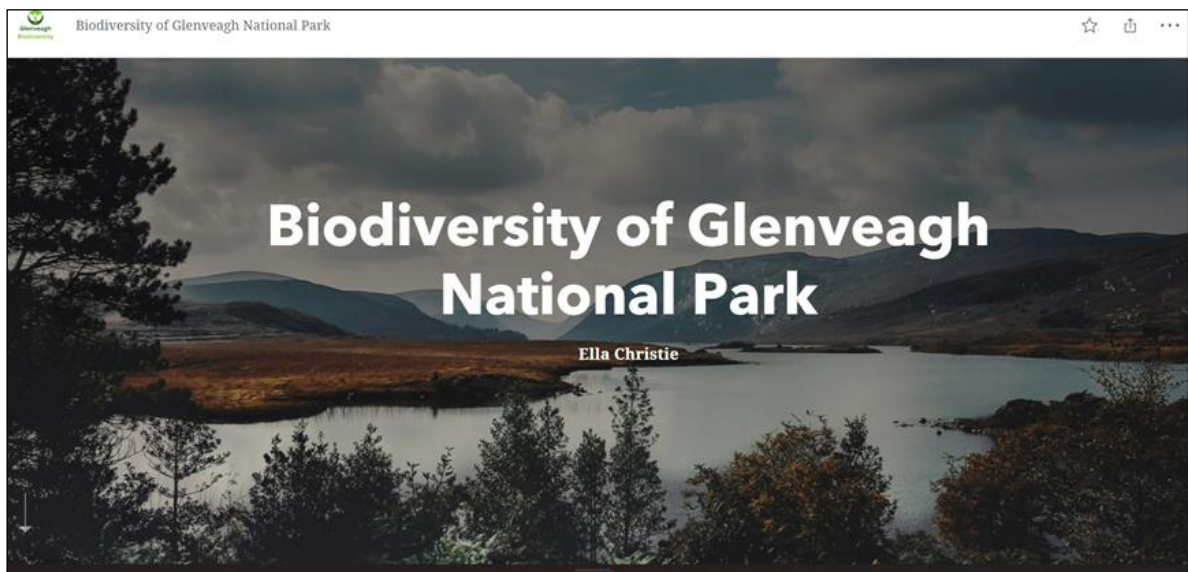 Glenveagh
Biodiversity
Biodiversity of Glenveagh National Park
Biodiversity of Glenveagh
National Park
Ella Christie